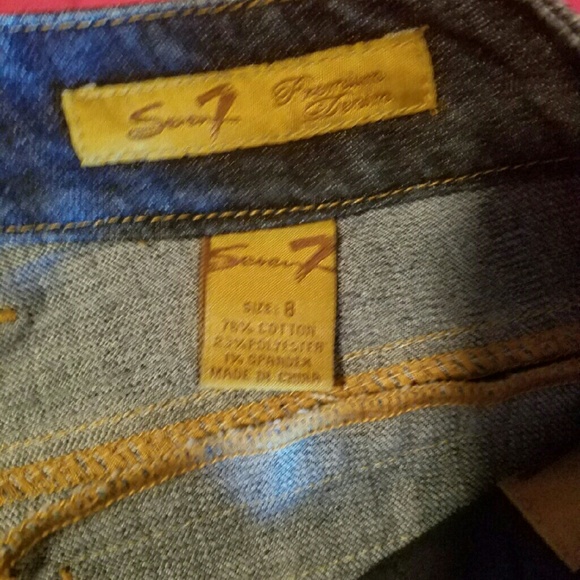 Seven7 Premium Denim
Seven7
SIZE: 8
76% COTTON
23% POLYESTER
1% SPANDEX
MADE IN CHINA